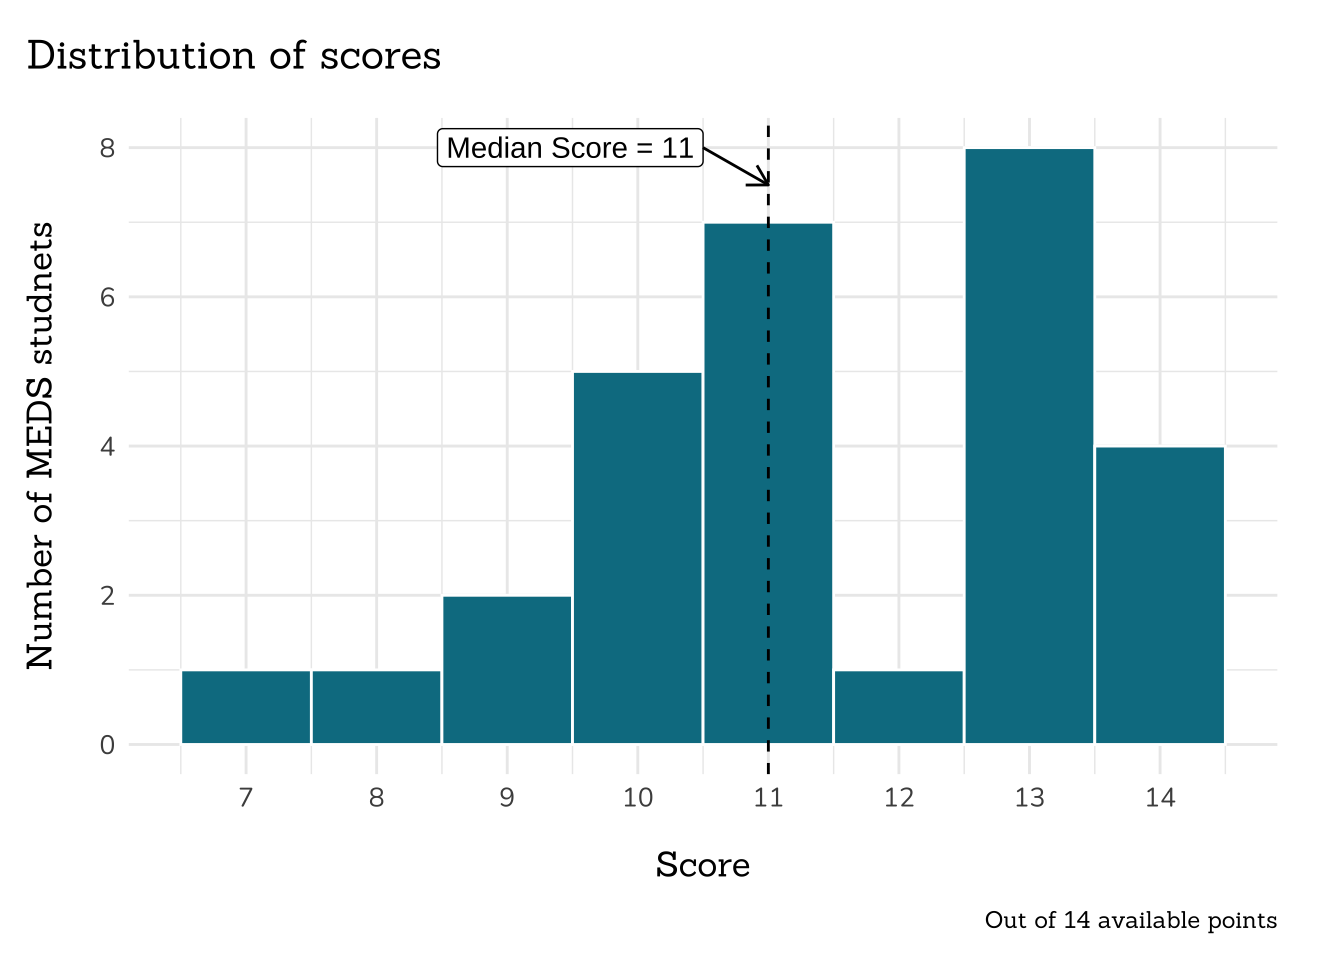 Distribution of scores
Median Score = 11
Number of MEDS studnets
8
6
4
2
0
7 8 9 10 11 12 13 14
Score
Out of 14 available points